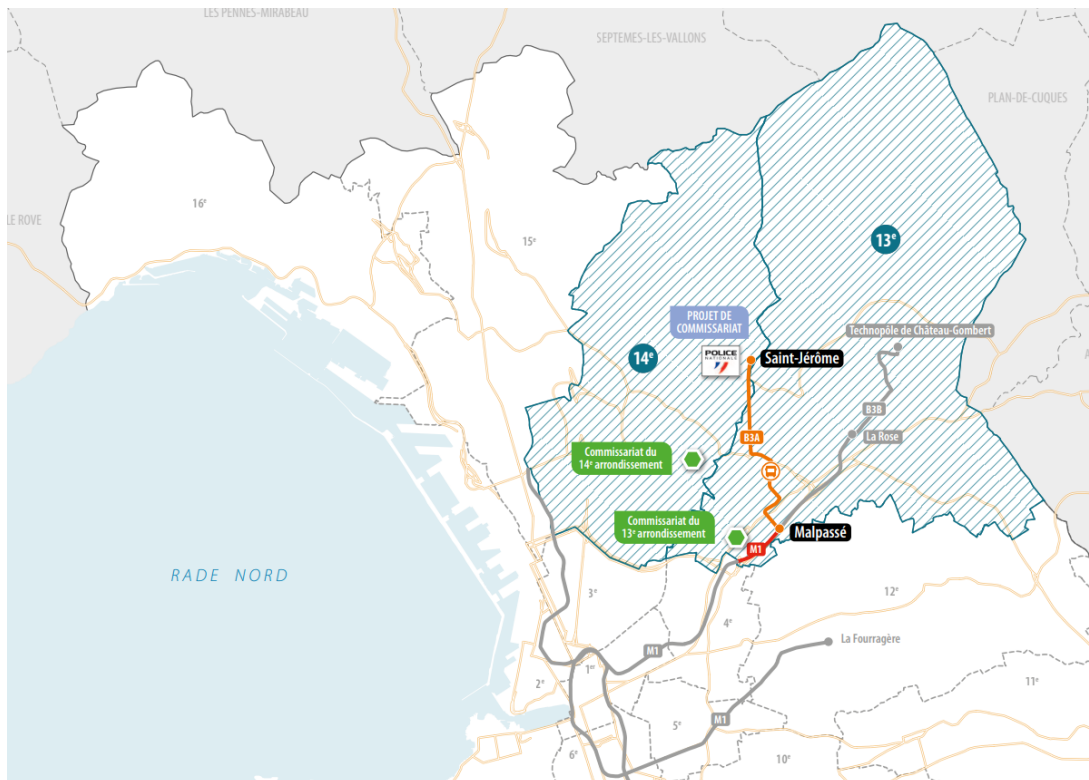 LES PENNES-MIRABEAU
SEPTEMES-LES-VALLONS
PLAN-DE-CUQUES
LE ROVE
16e
15e
13e
PROJET DE
COMMISSARIAT
Technopôle de Château-Gombert
POLICE
NATIONALE
14e
Saint-Jérôme
B3B
B3A
La Rose
Commissariat du
14e arrondissement
Commissariat du
13e arrondissement
Malpassé
M1
RADE NORD
3e
12e
4e
La Fourragère
M1
1er
2e
11e
5e
M1
6e
10e